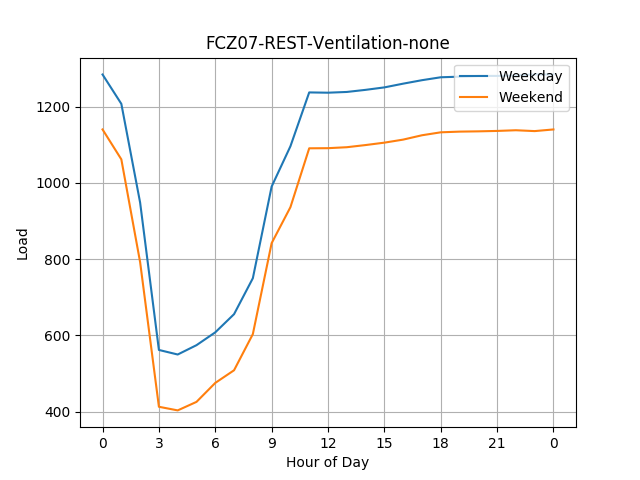 FCZ07-REST-Ventilation-none
Weekday
Weekend
1200
1000
800
600
400
Load
0 3 6 9 12 15 18 21 0
Hour of Day